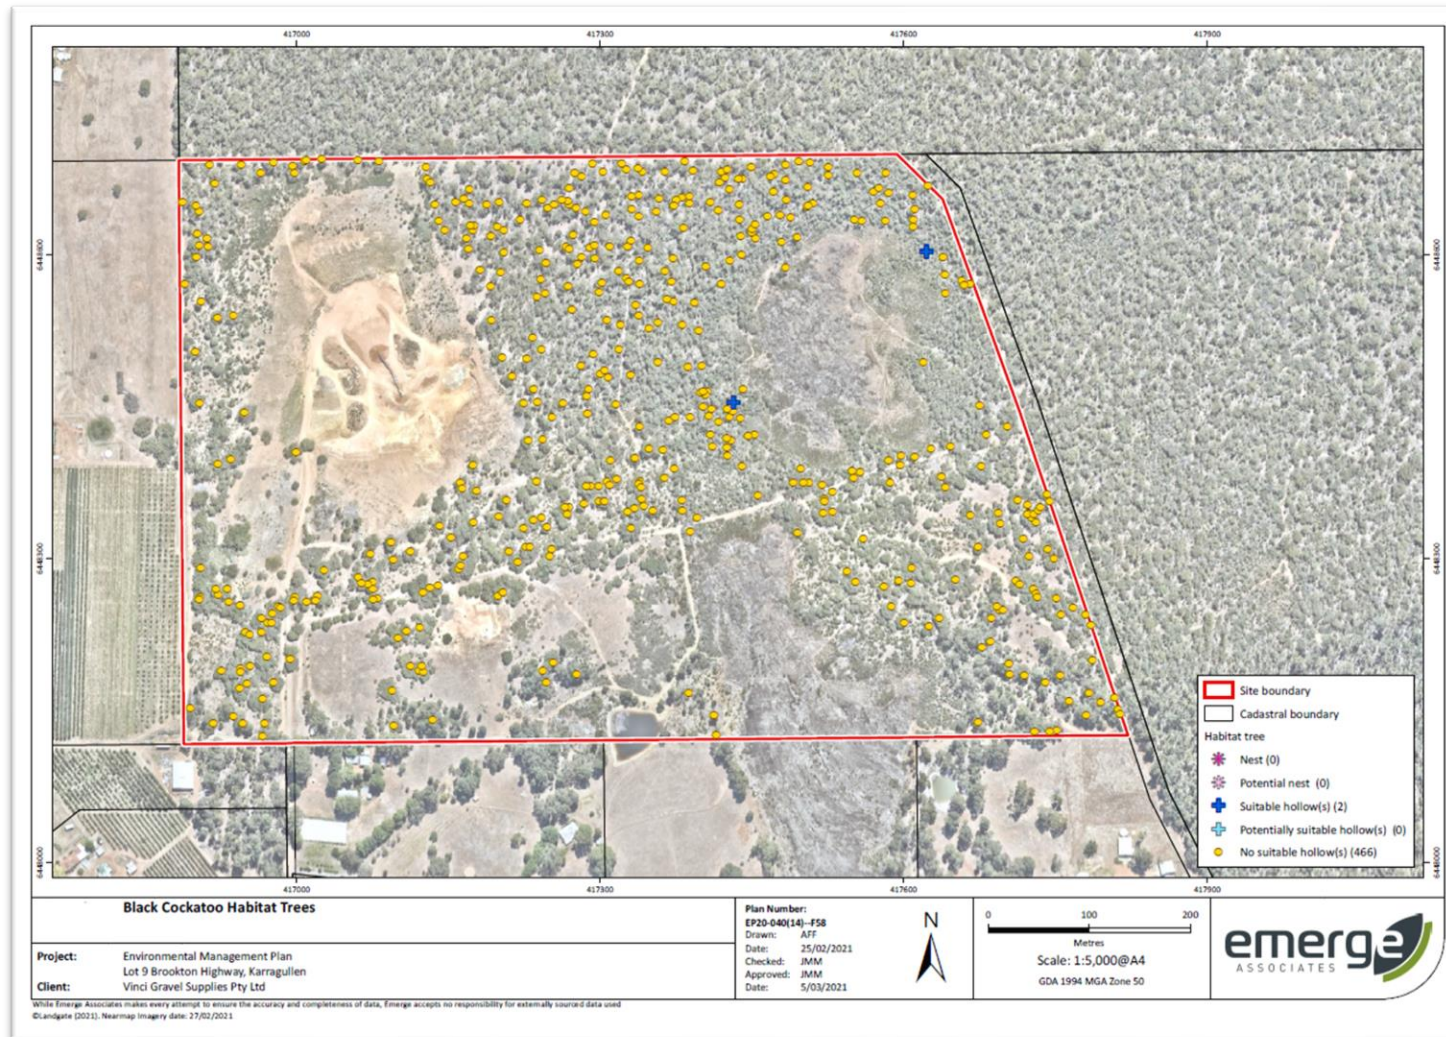 417000 417300 417600 417900
6448600 6448600
6448300 6448300
6448000
417000 417300 417600 417900
Site boundary
Cadastral boundary
Habitat tree
Nest (0)
Potential nest (0)
Suitable hollow(s) (2)
Potentially suitable hollow(s) (0)
No suitable hollow(s) (466)
Black Cockatoo Habitat Trees
Project: Environmental Management Plan
Lot 9 Brookton Highway, Karragullen
Client: Vinci Gravel Supplies Pty Ltd
Plan Number:
EP20-040(14)--F58
Drawn: AFF
Date: 25/02/2021
Checked: JMM
Approved: JMM
Date: 5/03/2021
N
0 100 200
Metres
Scale: 1:5,000@A4
GDA 1994 MGA Zone 50
emerge
ASSOCIATES
While Emerge Associates makes every attempt to ensure the accuracy and completeness of data, Emerge accepts no responsibility for externally sourced data used
©Landgate (2021). Nearmap Imagery date: 27/02/2021